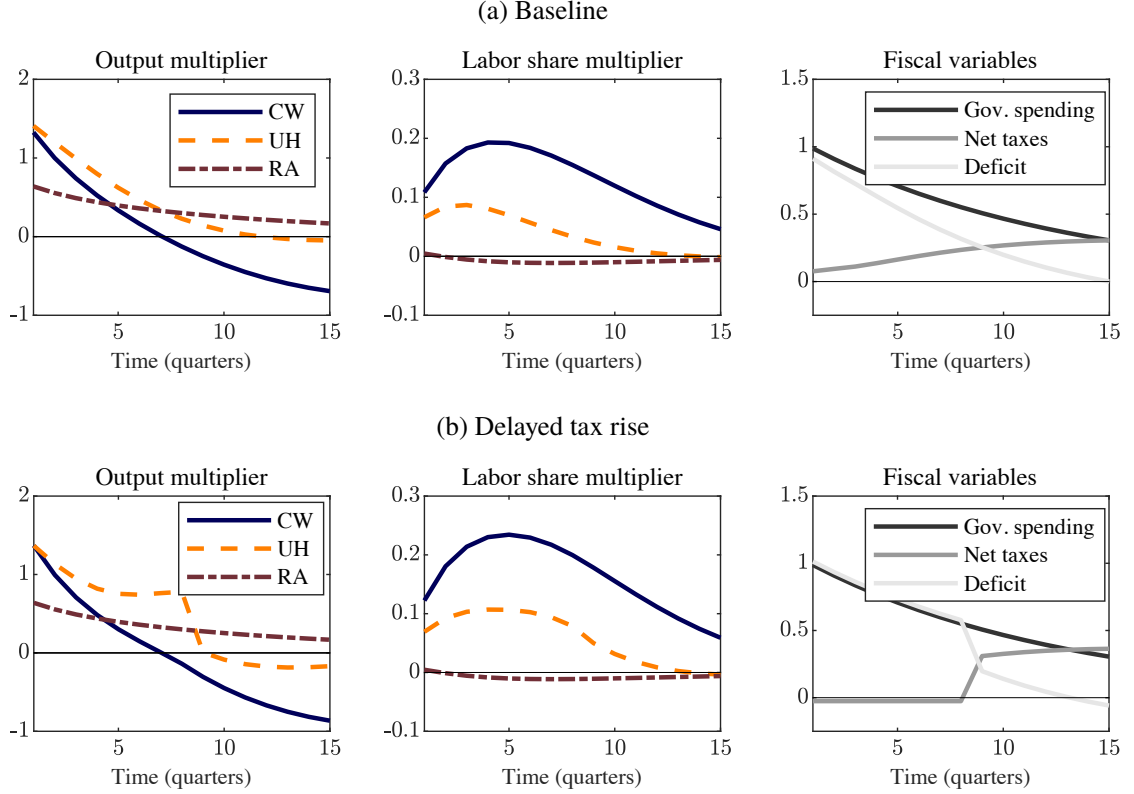 (a) Baseline
Output multiplier
2
1
0
-1
5
10
15
Time (quarters)
CW
UH
RA
Labor share multiplier
0.3
0.2
0.1
0
-0.1
5
10
15
Time (quarters)
Fiscal variables
1.5
1
0.5
0
5
10
15
Time (quarters)
Gov. spending
Net taxes
Deficit
(b) Delayed tax rise
Output multiplier
2
1
0
-1
5
10
15
Time (quarters)
CW
UH
RA
Labor share multiplier
0.3
0.2
0.1
0
-0.1
5
10
15
Time (quarters)
Fiscal variables
1.5
1
0.5
0
5
10
15
Time (quarters)
Gov. spending
Net taxes
Deficit